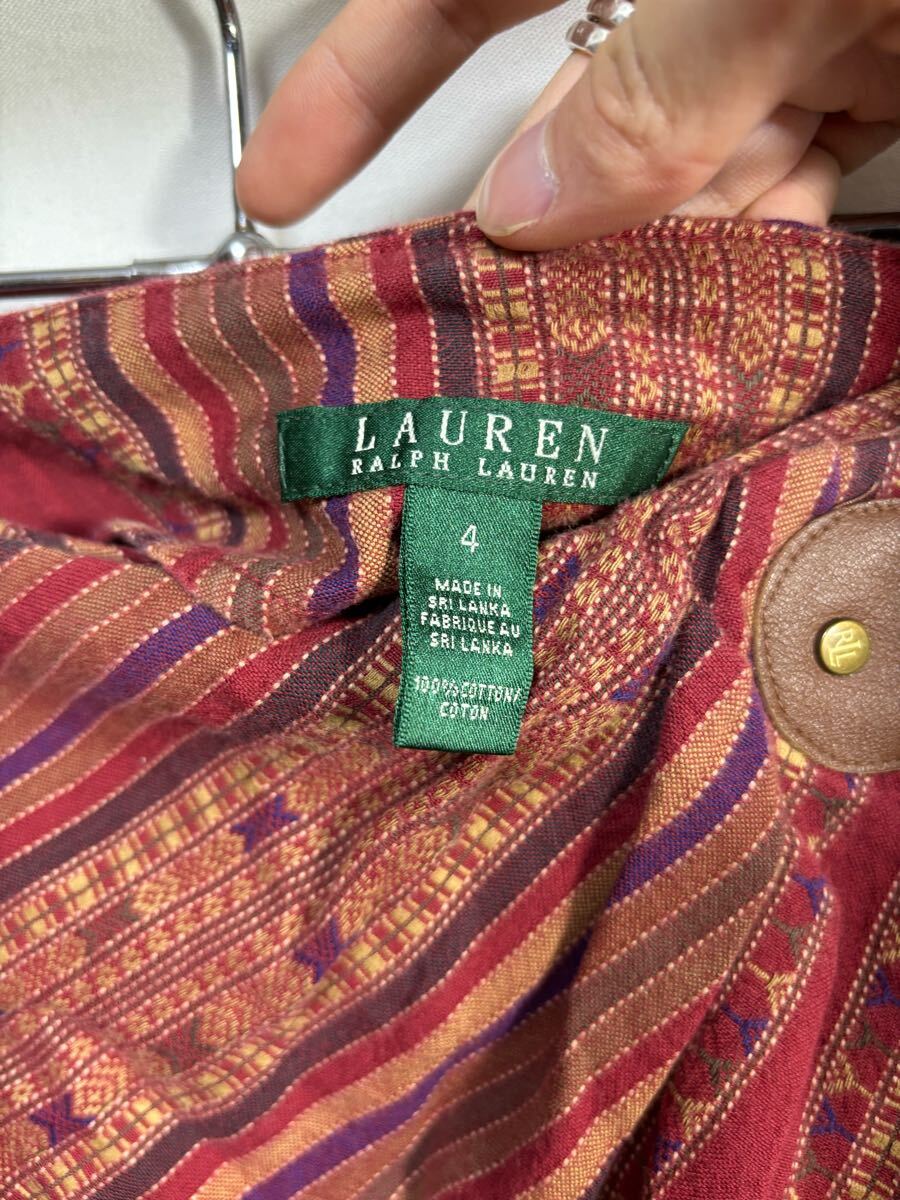 LAUREN
RALPH LAUREN
4
MADE IN
SRI LANKA
FABRIQUE AU
SRI LANKA
100% COTTON/
COTON
RL